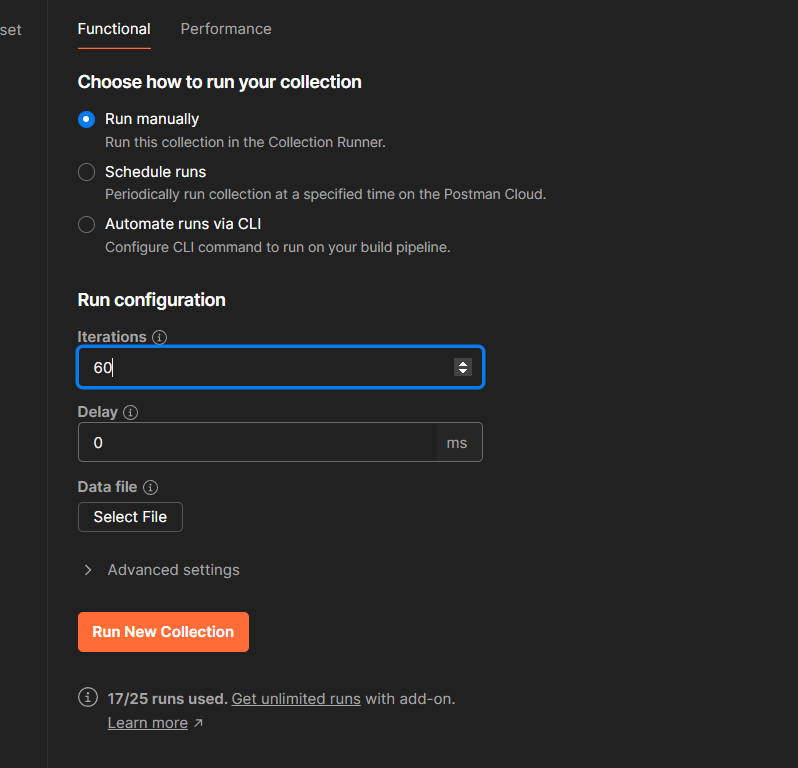 set
Functional Performance
Choose how to run your collection
Run manually
Run this collection in the Collection Runner.
Schedule runs
Periodically run collection at a specified time on the Postman Cloud.
Automate runs via CLI
Configure CLI command to run on your build pipeline.
Run configuration
Iterations
60
Delay
0 ms
Data file
Select File
Advanced settings
Run New Collection
17/25 runs used. Get unlimited runs with add-on.
Learn more ↗